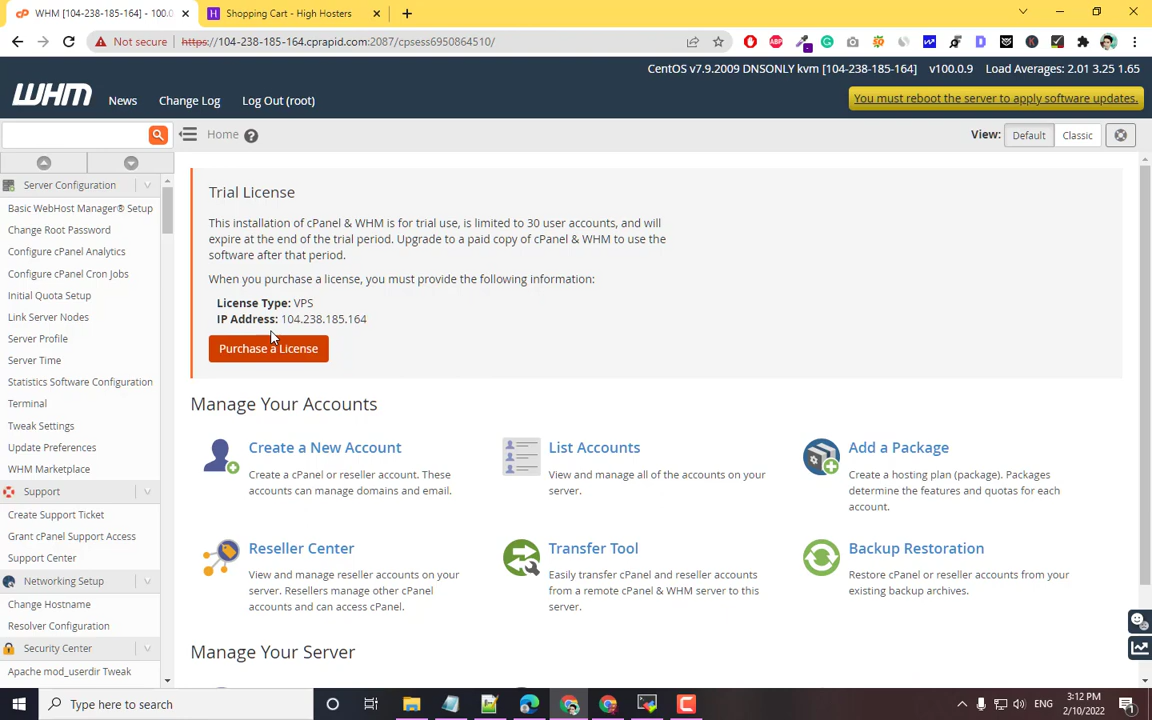 WHM [104-238-185-164] - 100.0
Shopping Cart - High Hosters
Not secure
https://104-238-185-164.cprapid.com:2087/cpsess6950864510/
CentOS v7.9.2009 DNSONLY kvm [104-238-185-164] v100.0.9 Load Averages: 2.01 3.25 1.65
WHM
News
Change Log
Log Out (root)
You must reboot the server to apply software updates.
Home
View:
Default
Classic
Server Configuration
Basic WebHost Manager® Setup
Change Root Password
Configure cPanel Analytics
Configure cPanel Cron Jobs
Initial Quota Setup
Link Server Nodes
Server Profile
Server Time
Statistics Software Configuration
Terminal
Tweak Settings
Update Preferences
WHM Marketplace
Support
Create Support Ticket
Grant cPanel Support Access
Support Center
Networking Setup
Change Hostname
Resolver Configuration
Security Center
Apache mod_userdir Tweak
Trial License
This installation of cPanel & WHM is for trial use, is limited to 30 user accounts, and will
expire at the end of the trial period. Upgrade to a paid copy of cPanel & WHM to use the
software after that period.
When you purchase a license, you must provide the following information:
License Type: VPS
IP Address: 104.238.185.164
Purchase a License
Manage Your Accounts
Create a New Account
Create a cPanel or reseller account. These
accounts can manage domains and email.
List Accounts
View and manage all of the accounts on your
server.
Add a Package
Create a hosting plan (package). Packages
determine the features and quotas for each
account.
Reseller Center
View and manage reseller accounts on your
server. Resellers manage other cPanel
accounts and can access cPanel.
Transfer Tool
Easily transfer cPanel and reseller accounts
from a remote cPanel & WHM server to this
server.
Backup Restoration
Restore cPanel or reseller accounts from your
existing backup archives.
Manage Your Server
Type here to search
ENG
3:12 PM
2/10/2022